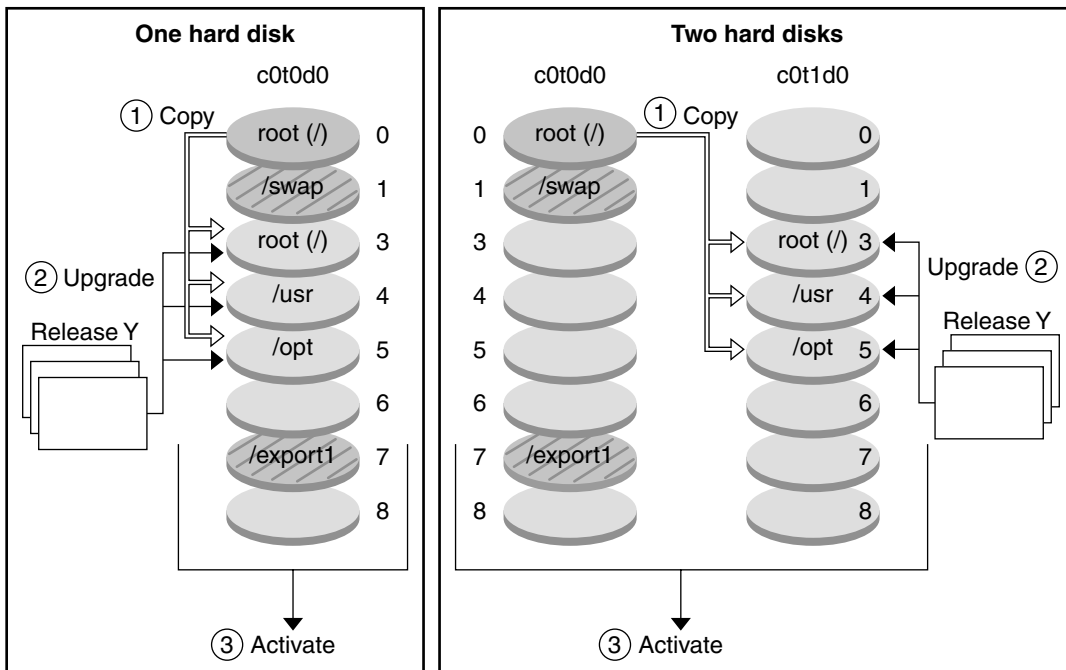 One hard disk
c0t0d0
① Copy
root (/) 0
/swap 1
root (/) 3
② Upgrade
/usr 4
Release Y
/opt 5
6
/export1 7
8
③ Activate
Two hard disks
c0t0d0 c0t1d0
① Copy
0 root (/) 0
1 /swap 1
3 root (/) 3
Upgrade ②
4 /usr 4
Release Y
5 /opt 5
6 6
7 /export1 7
8 8
③ Activate